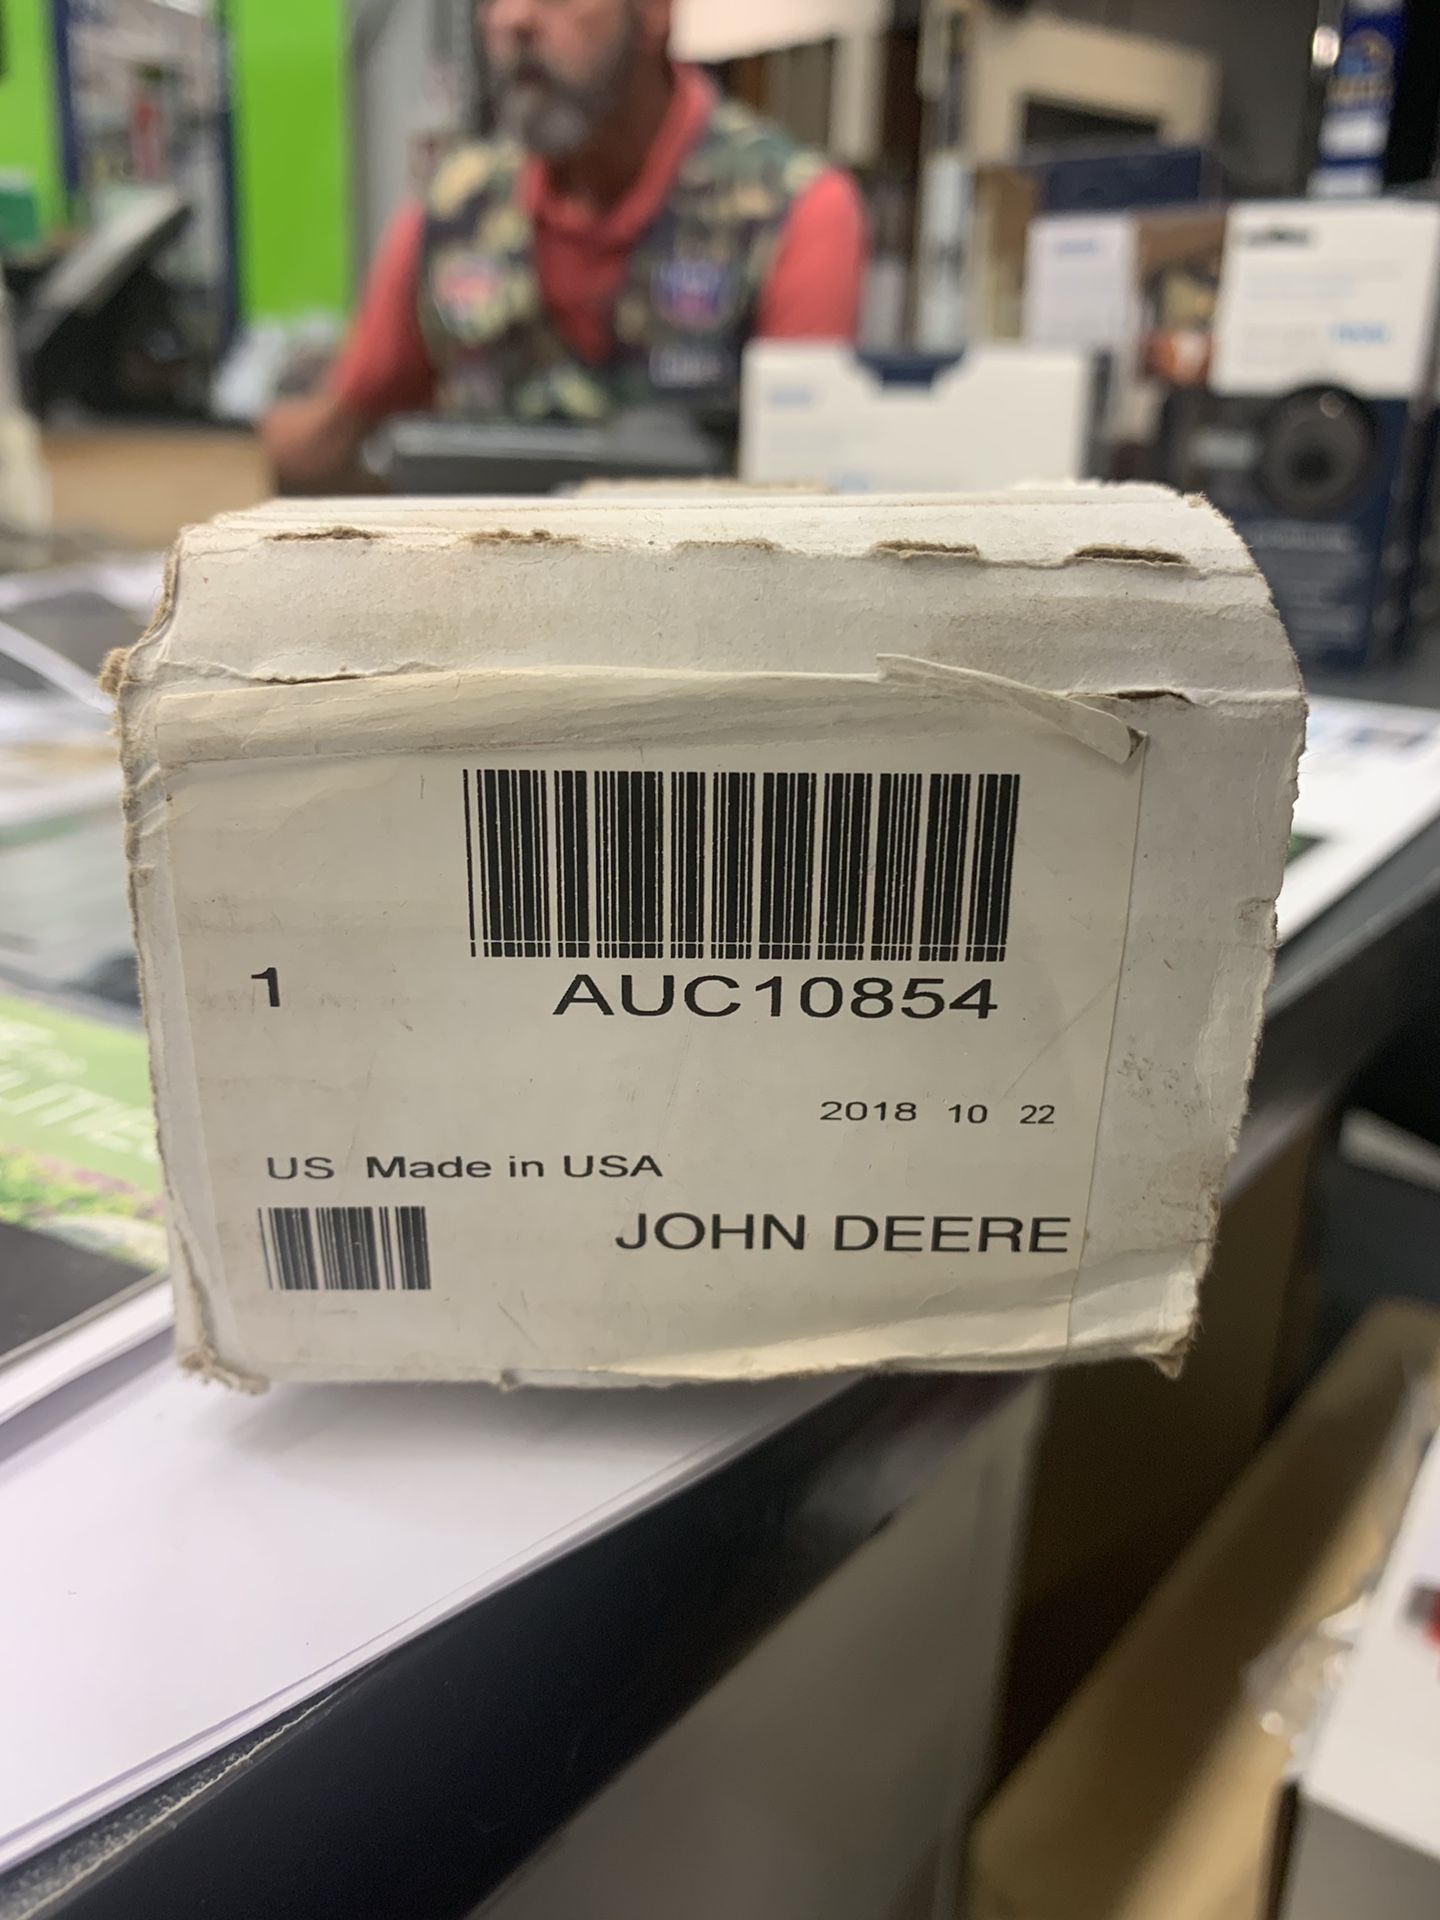 1 AUC10854
2018 10 22
US Made in USA
JOHN DEERE